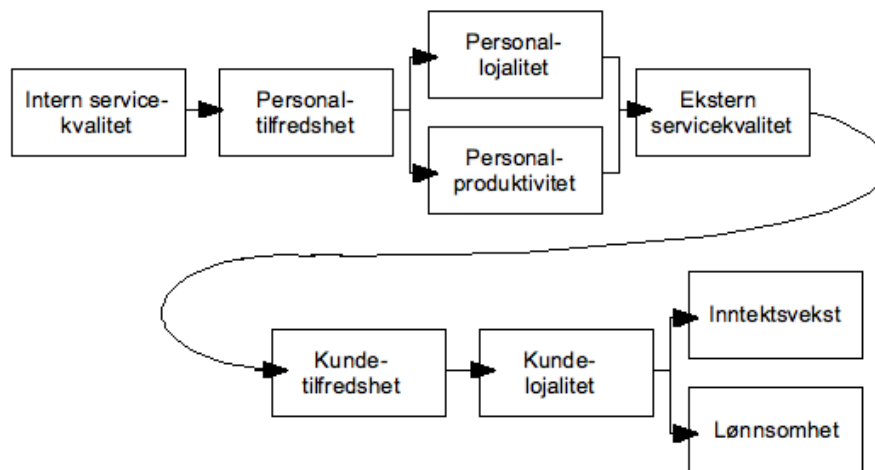 Intern service-
kvalitet
Personal-
tilfredshet
Personal-
lojalitet
Personal-
produktivitet
Ekstern
servicekvalitet
Kunde-
tilfredshet
Kunde-
lojalitet
Inntektsvekst
Lønnsomhet